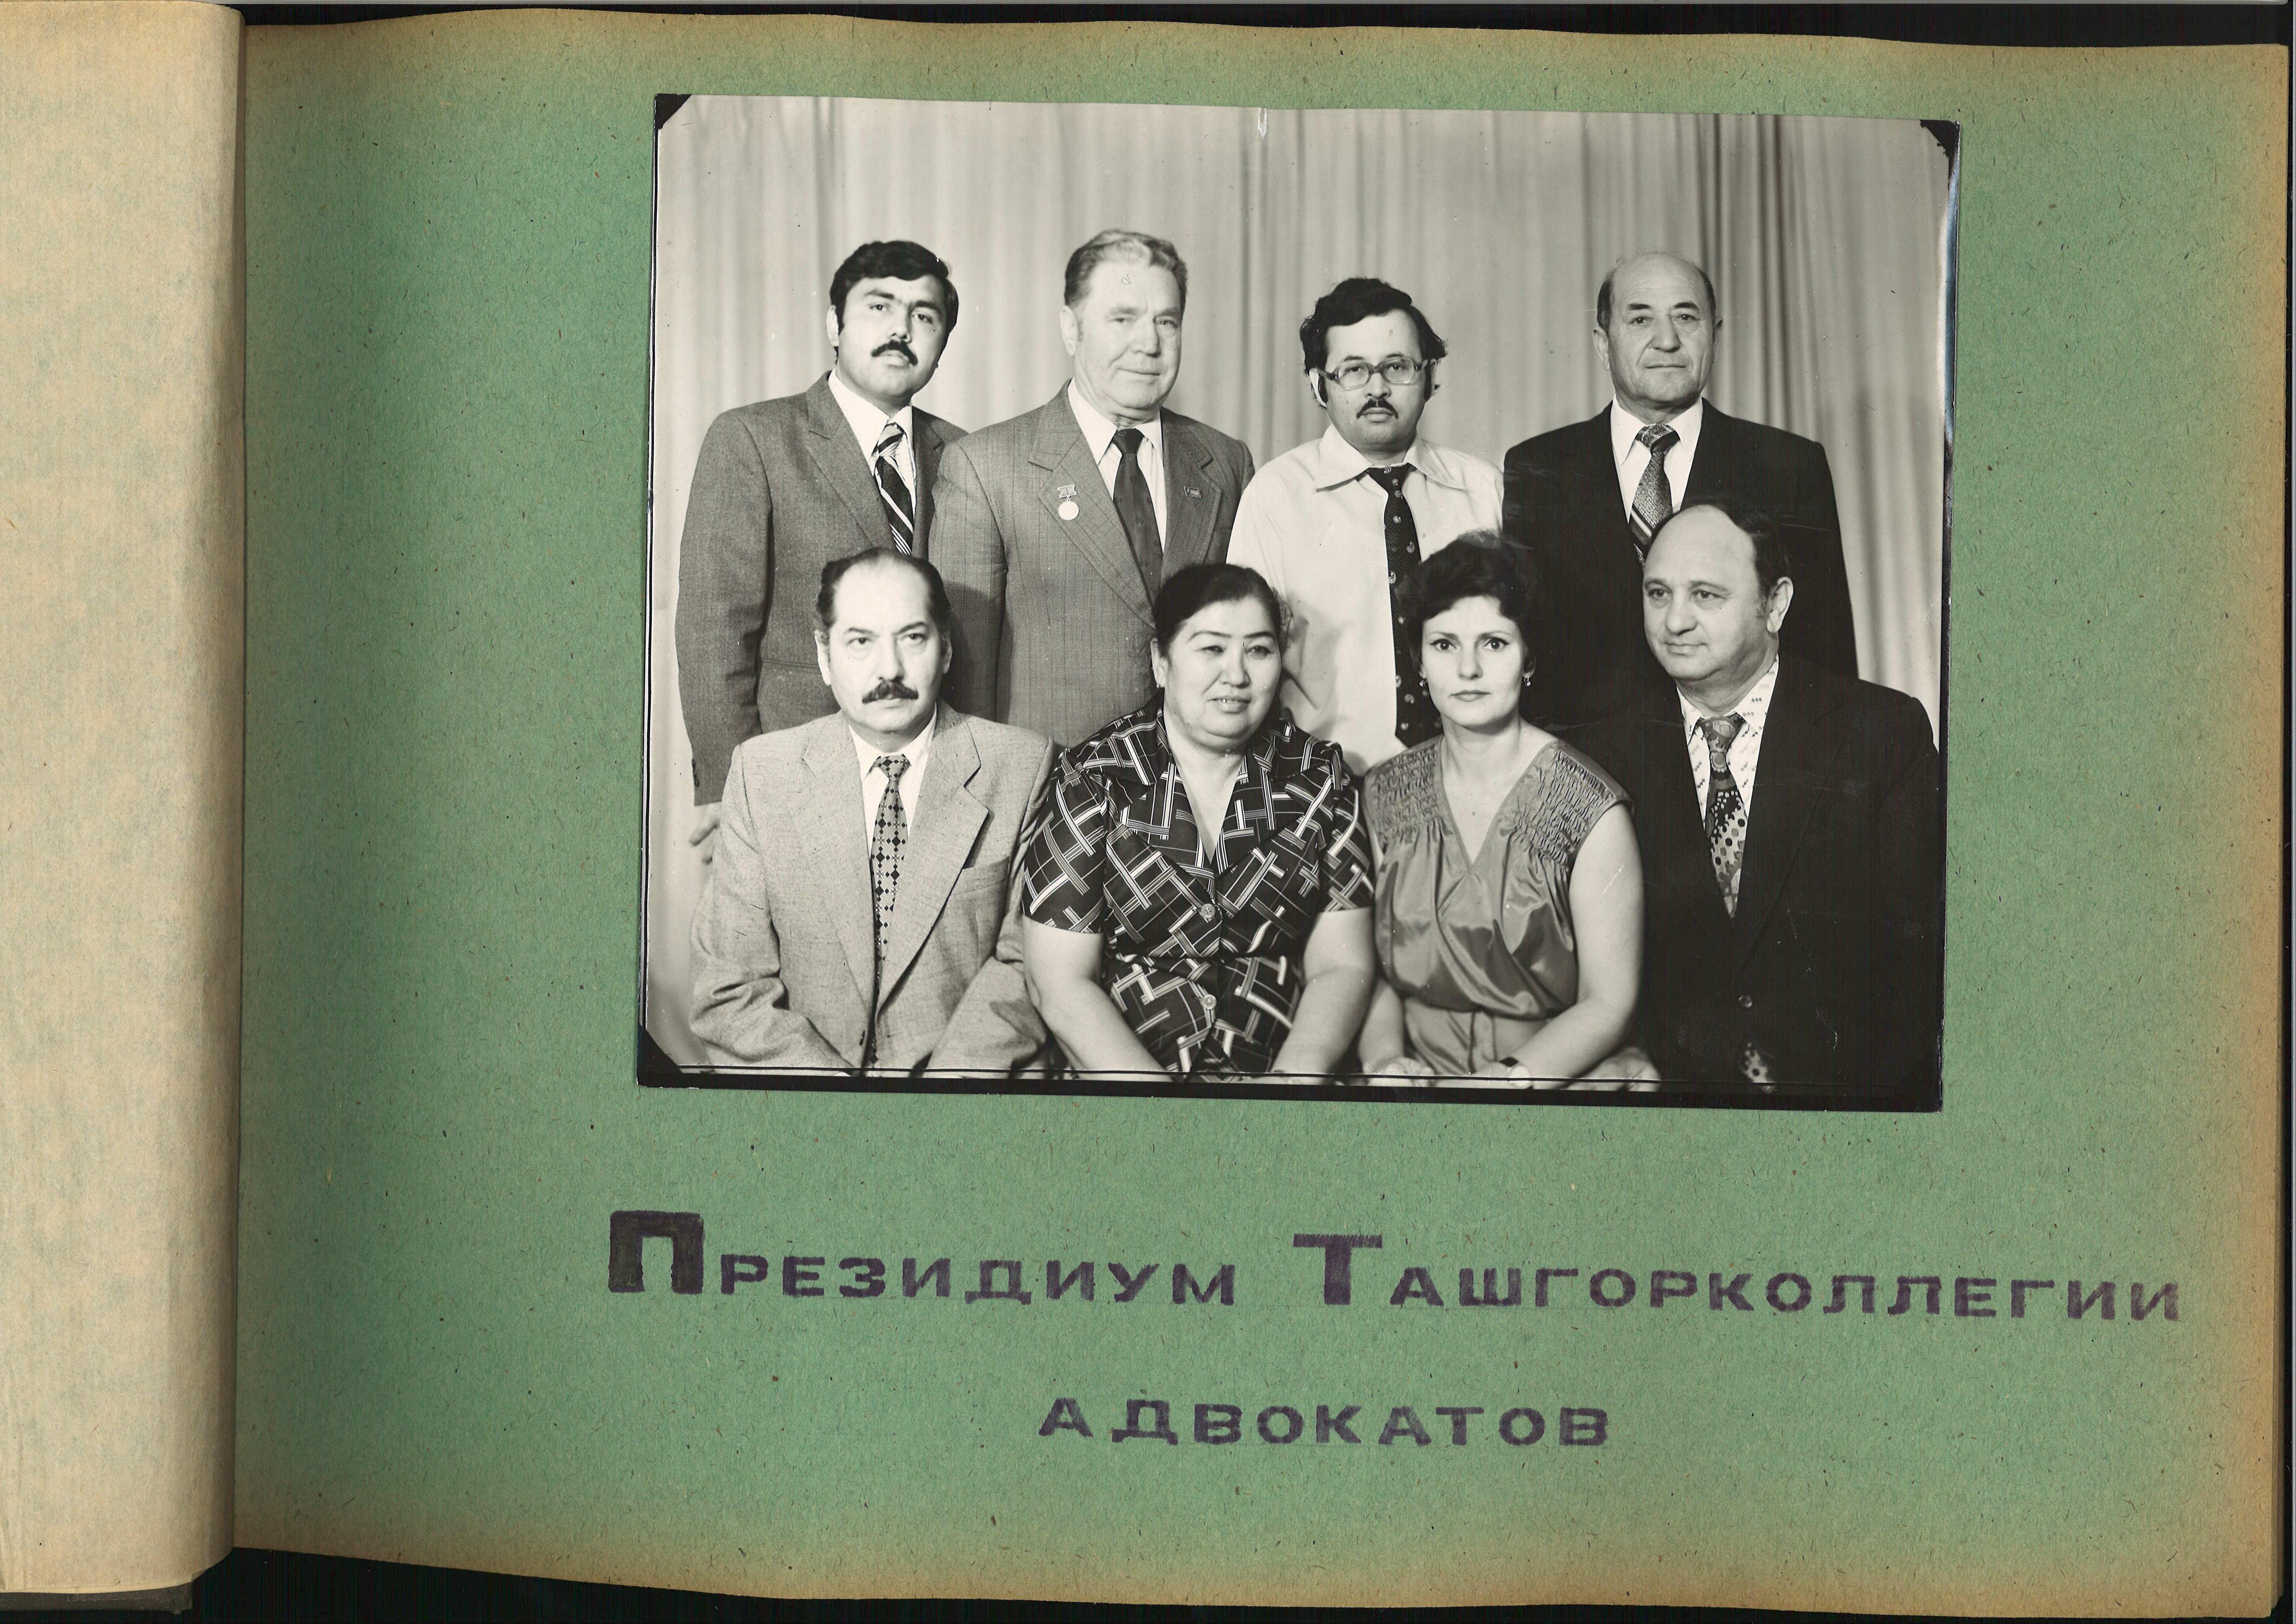 Президиум Ташгорколлегии
адвокатов